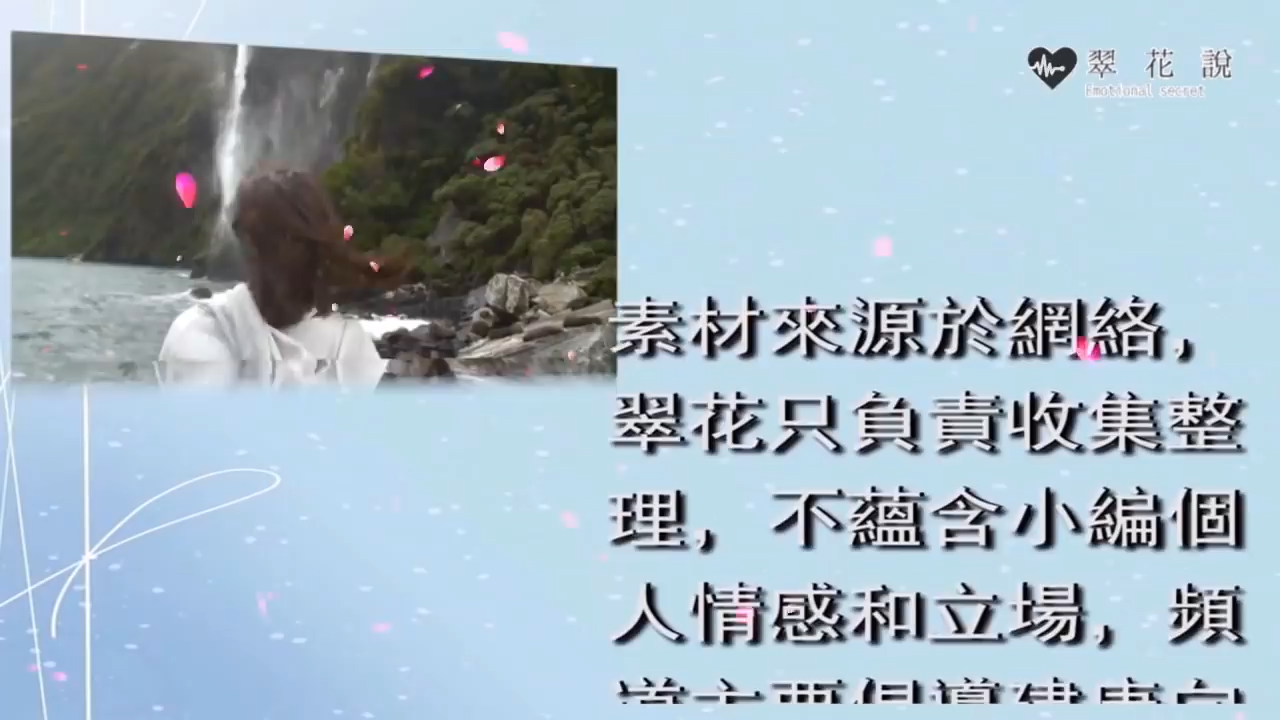 翠花說
Emotional secret
素材來源於網絡，
翠花只負責收集整
理，不蘊含小編個
人情感和立場，頻